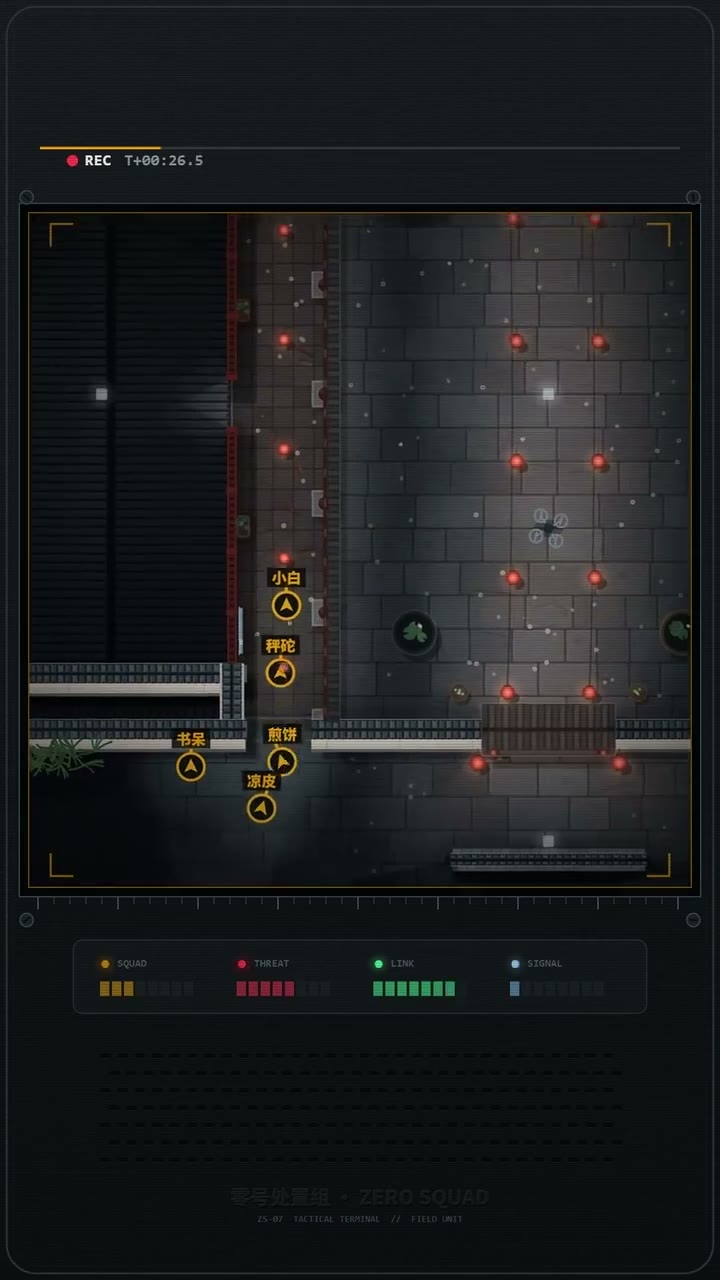 REC T+00:26.5
小白
秤砣
书呆
煎饼
凉皮
SQUAD THREAT LINK SIGNAL
零号处置组 • ZERO SQUAD
ZS-07 TACTICAL TERMINAL // FIELD UNIT